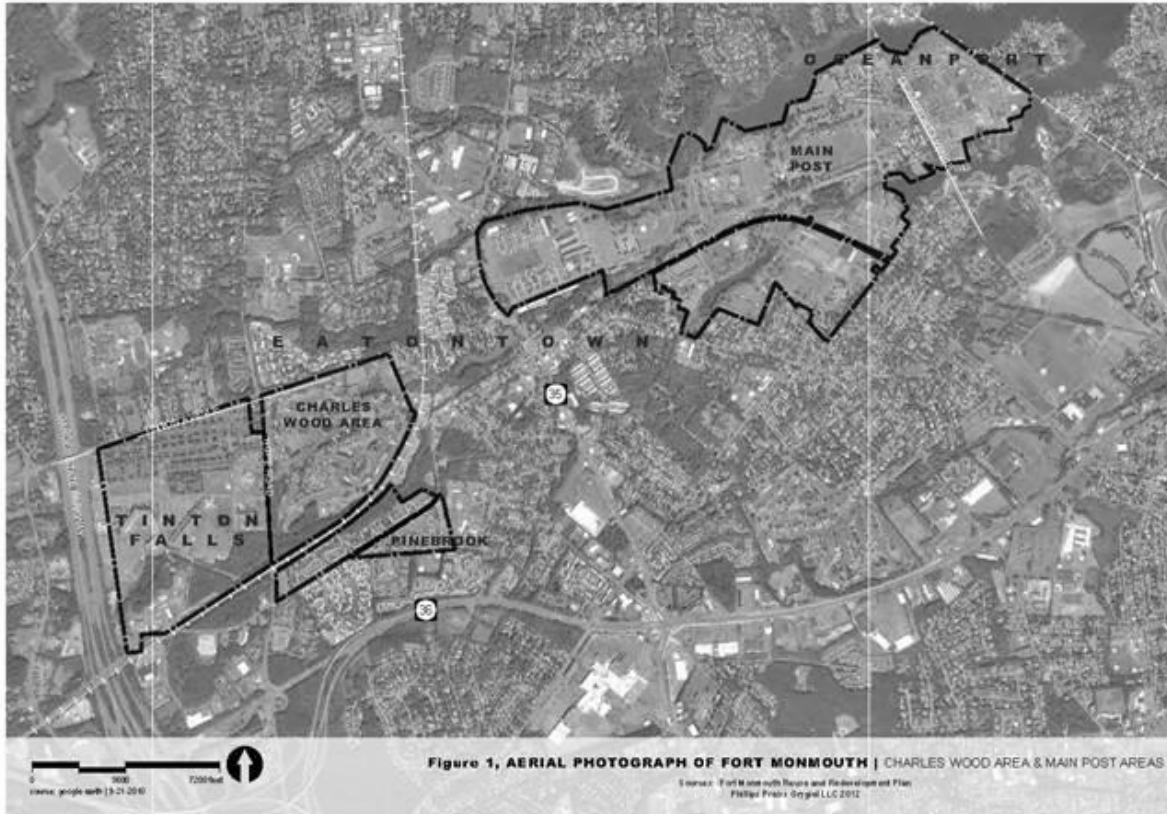 OCEANPORT
MAIN
POST
EATONTOWN
35
CHARLES
WOOD AREA
TINTON
FALLS
PINEBROOK
36
0 3600 7200 feet
source: google earth | 9-21-2010
Figure 1, AERIAL PHOTOGRAPH OF FORT MONMOUTH | CHARLES WOOD AREA & MAIN POST AREAS
Sources: Fort Monmouth Reuse and Redevelopment Plan
Phillips Preiss Grygiel LLC 2012